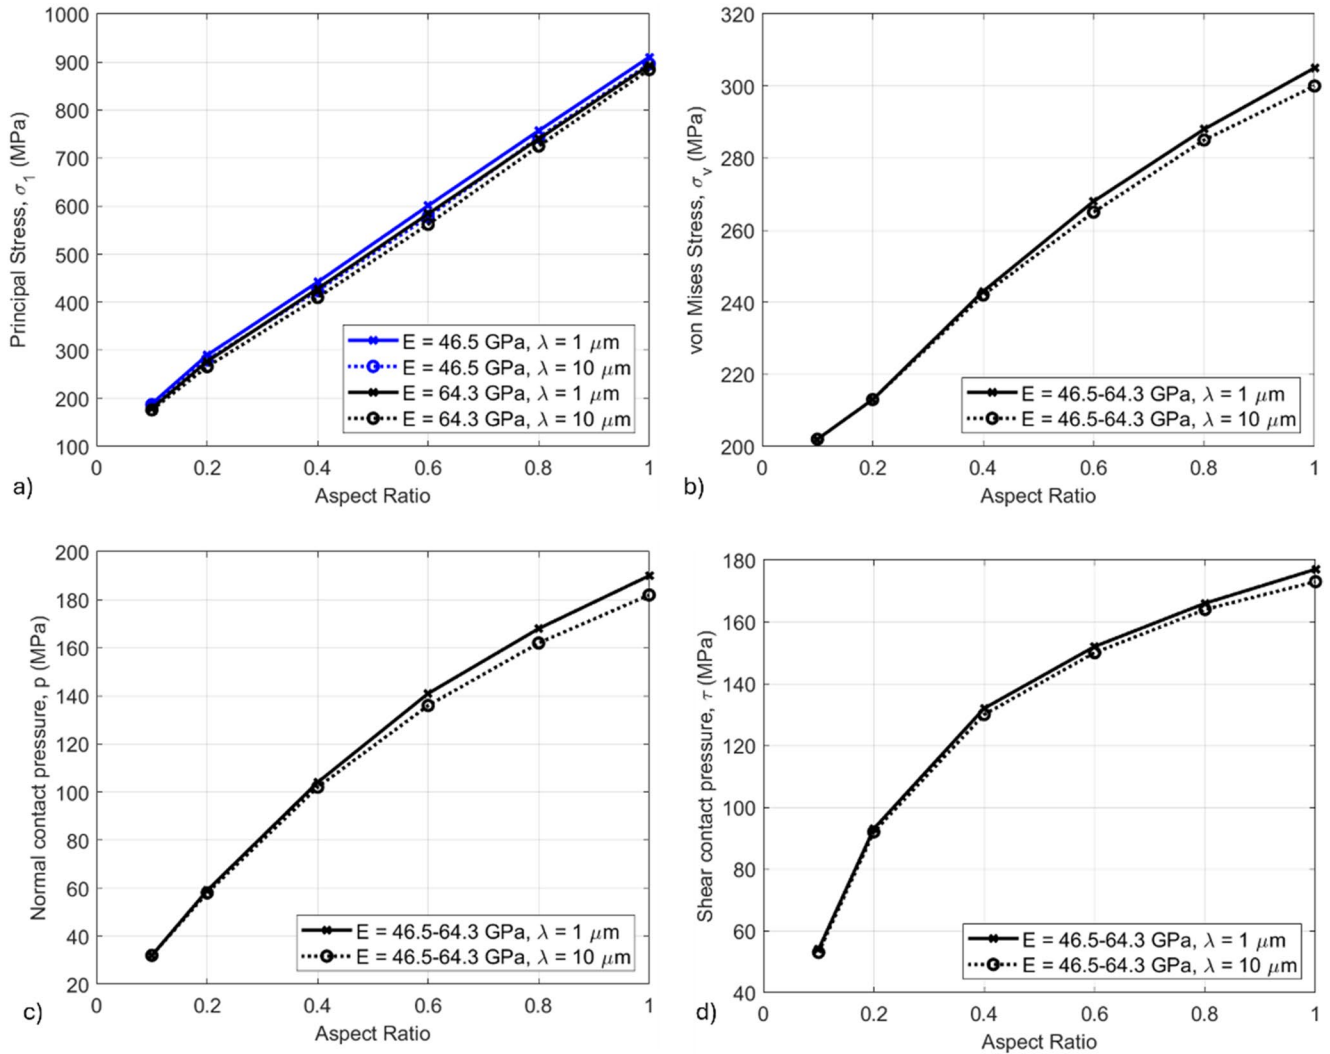 1000
900
800
700
600
500
400
300
200
100
Principal Stress, σ1 (MPa)
E = 46.5 GPa, λ = 1 μm
E = 46.5 GPa, λ = 10 μm
E = 64.3 GPa, λ = 1 μm
E = 64.3 GPa, λ = 10 μm
0 0.2 0.4 0.6 0.8 1
Aspect Ratio
a)
320
300
280
260
240
220
200
von Mises Stress, σv (MPa)
E = 46.5-64.3 GPa, λ = 1 μm
E = 46.5-64.3 GPa, λ = 10 μm
0 0.2 0.4 0.6 0.8 1
Aspect Ratio
b)
200
180
160
140
120
100
80
60
40
20
Normal contact pressure, p (MPa)
E = 46.5-64.3 GPa, λ = 1 μm
E = 46.5-64.3 GPa, λ = 10 μm
0 0.2 0.4 0.6 0.8 1
Aspect Ratio
c)
180
160
140
120
100
80
60
40
Shear contact pressure, τ (MPa)
E = 46.5-64.3 GPa, λ = 1 μm
E = 46.5-64.3 GPa, λ = 10 μm
0 0.2 0.4 0.6 0.8 1
Aspect Ratio
d)